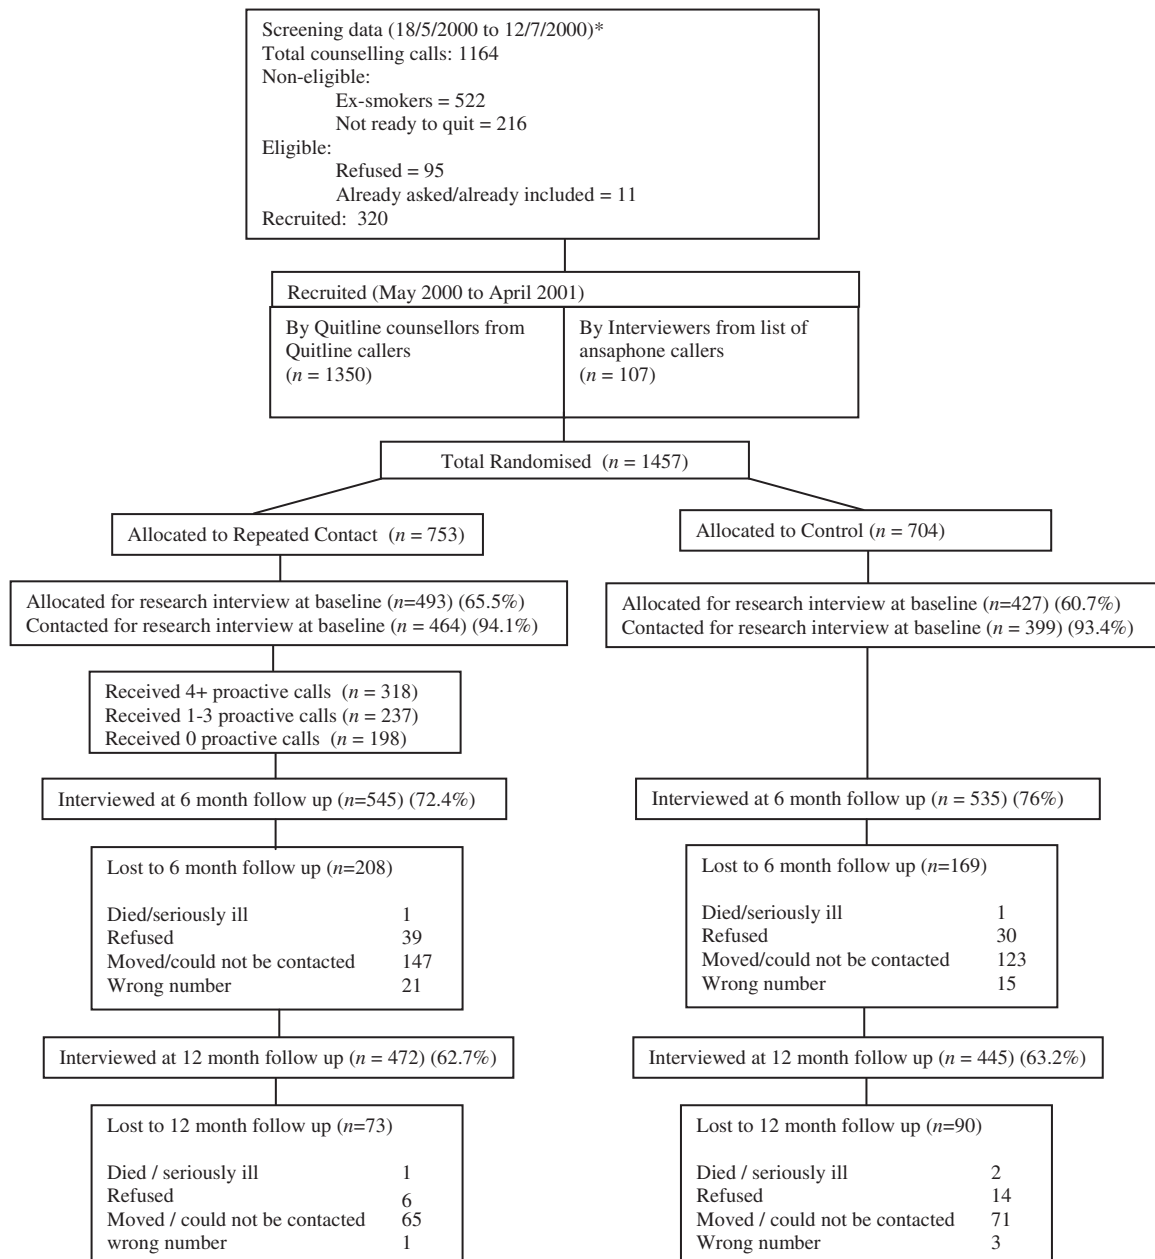 Screening data (18/5/2000 to 12/7/2000)*
Total counselling calls: 1164
Non-eligible:
Ex-smokers = 522
Not ready to quit = 216
Eligible:
Refused = 95
Already asked/already included = 11
Recruited: 320
Recruited (May 2000 to April 2001)
By Quitline counsellors from
Quitline callers
(n = 1350)
By Interviewers from list of
ansaphone callers
(n = 107)
Total Randomised (n = 1457)
Allocated to Repeated Contact (n = 753)
Allocated to Control (n = 704)
Allocated for research interview at baseline (n=493) (65.5%)
Contacted for research interview at baseline (n = 464) (94.1%)
Allocated for research interview at baseline (n=427) (60.7%)
Contacted for research interview at baseline (n = 399) (93.4%)
Received 4+ proactive calls (n = 318)
Received 1-3 proactive calls (n = 237)
Received 0 proactive calls (n = 198)
Interviewed at 6 month follow up (n=545) (72.4%)
Interviewed at 6 month follow up (n = 535) (76%)
Lost to 6 month follow up (n=208)
Died/seriously ill 1
Refused 39
Moved/could not be contacted 147
Wrong number 21
Lost to 6 month follow up (n=169)
Died/seriously ill 1
Refused 30
Moved/could not be contacted 123
Wrong number 15
Interviewed at 12 month follow up (n = 472) (62.7%)
Interviewed at 12 month follow up (n = 445) (63.2%)
Lost to 12 month follow up (n=73)
Died / seriously ill 1
Refused 6
Moved / could not be contacted 65
wrong number 1
Lost to 12 month follow up (n=90)
Died / seriously ill 2
Refused 14
Moved / could not be contacted 71
Wrong number 3